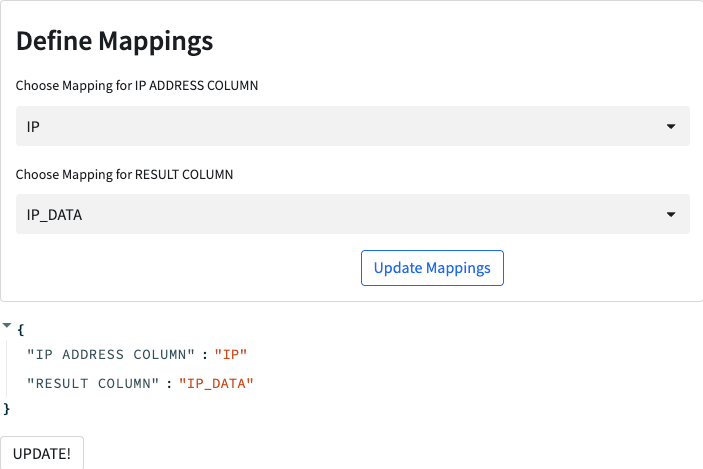 Define Mappings
Choose Mapping for IP ADDRESS COLUMN
IP
Choose Mapping for RESULT COLUMN
IP_DATA
Update Mappings
{
"IP ADDRESS COLUMN" : "IP"
"RESULT COLUMN" : "IP_DATA"
}
UPDATE!